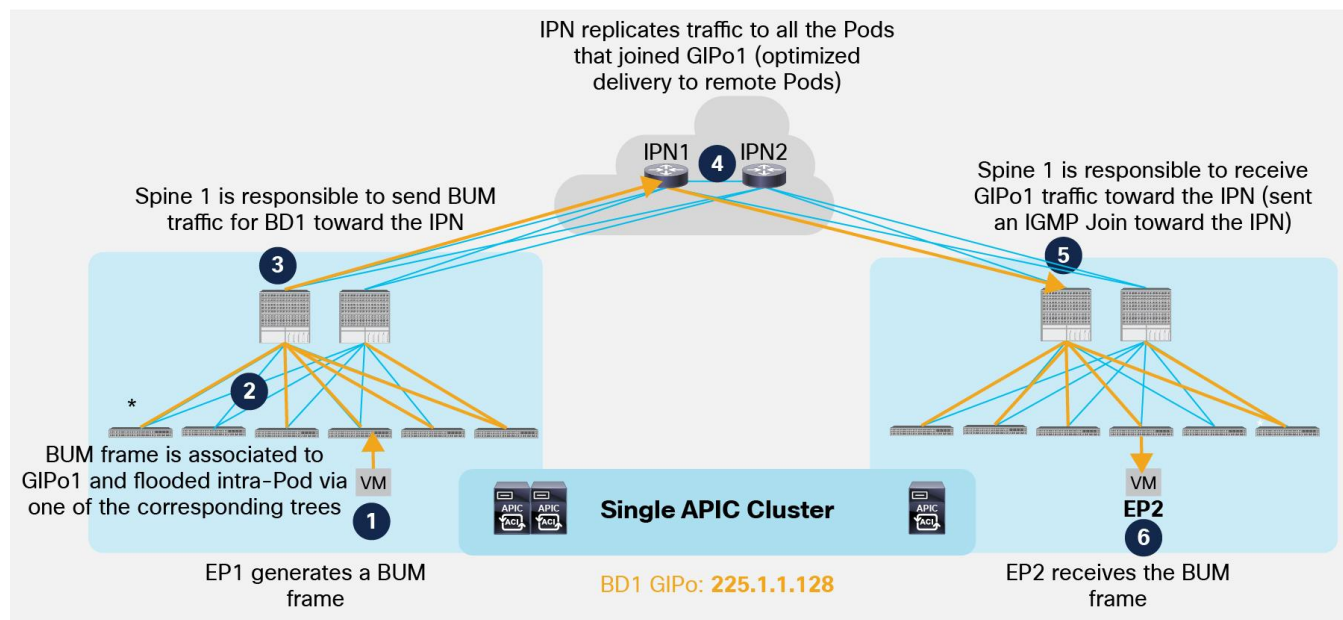 IPN replicates traffic to all the Pods
that joined GIPo1 (optimized
delivery to remote Pods)
IPN1
4
IPN2
Spine 1 is responsible to send BUM
traffic for BD1 toward the IPN
Spine 1 is responsible to receive
GIPo1 traffic toward the IPN (sent
an IGMP Join toward the IPN)
3
5
2
*
BUM frame is associated to
GIPo1 and flooded intra-Pod via
one of the corresponding trees
VM
1
EP1 generates a BUM
frame
APIC
ACI
APIC
ACI
Single APIC Cluster
APIC
ACI
BD1 GIPo: 225.1.1.128
VM
EP2
6
EP2 receives the BUM
frame